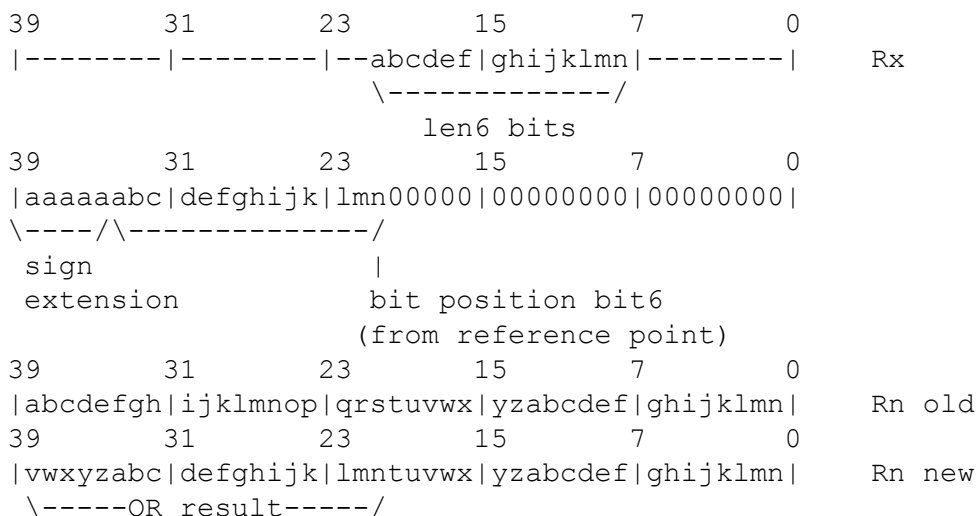 39       31       23       15       7        0
|--------|--------|--abcdef|ghijklmn|--------|    Rx
\-------------/
len6 bits
39       31       23       15       7        0
|aaaaaabc|defghijk|lmn00000|00000000|00000000|
\----/\--------------/
sign                  |
extension             bit position bit6
(from reference point)
39       31       23       15       7        0
|abcdefgh|ijklmnop|qrstuvwx|yzabcdef|ghijklmn|    Rn old
39       31       23       15       7        0
|vwxyzabc|defghijk|lmntuvwx|yzabcdef|ghijklmn|    Rn new
\-----OR result-----/